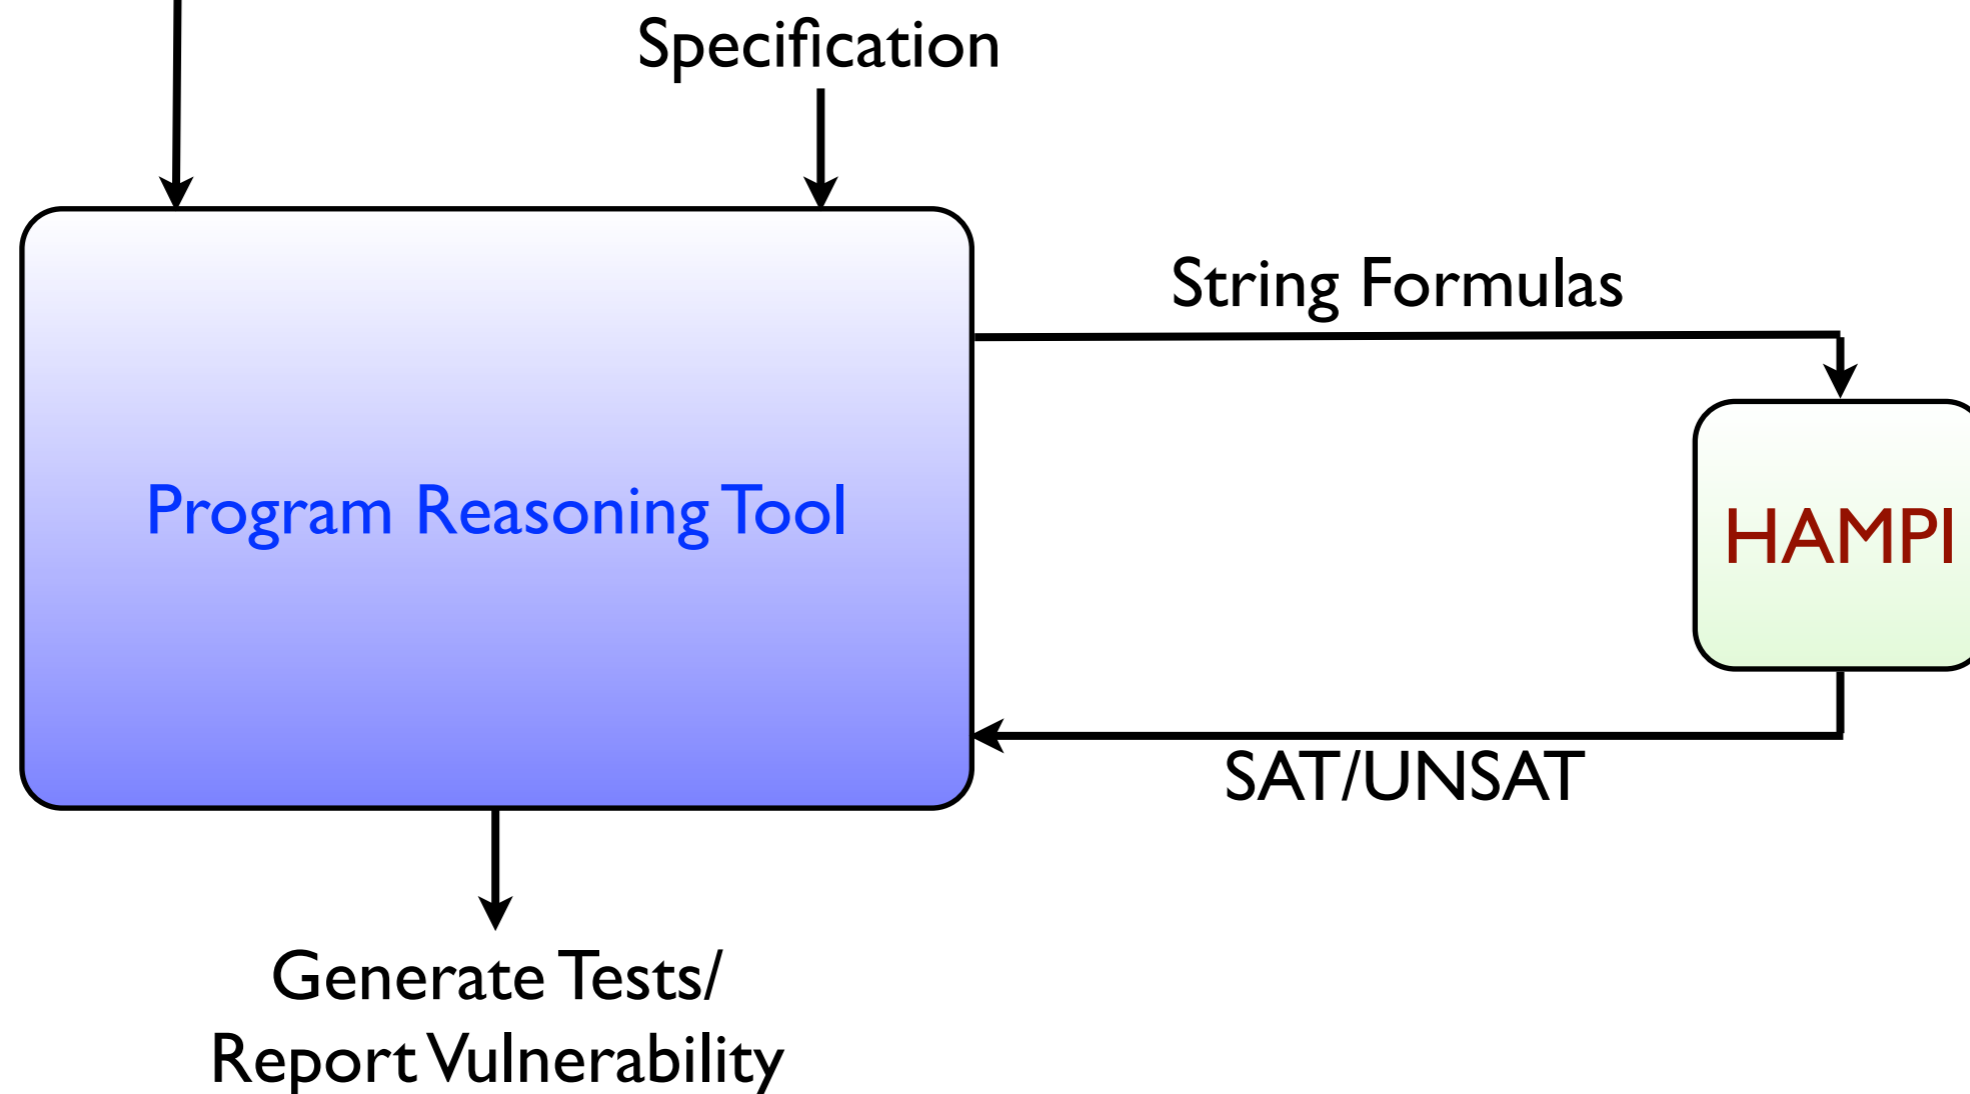 Specification
String Formulas
Program Reasoning Tool
HAMPI
SAT/UNSAT
Generate Tests/
Report Vulnerability